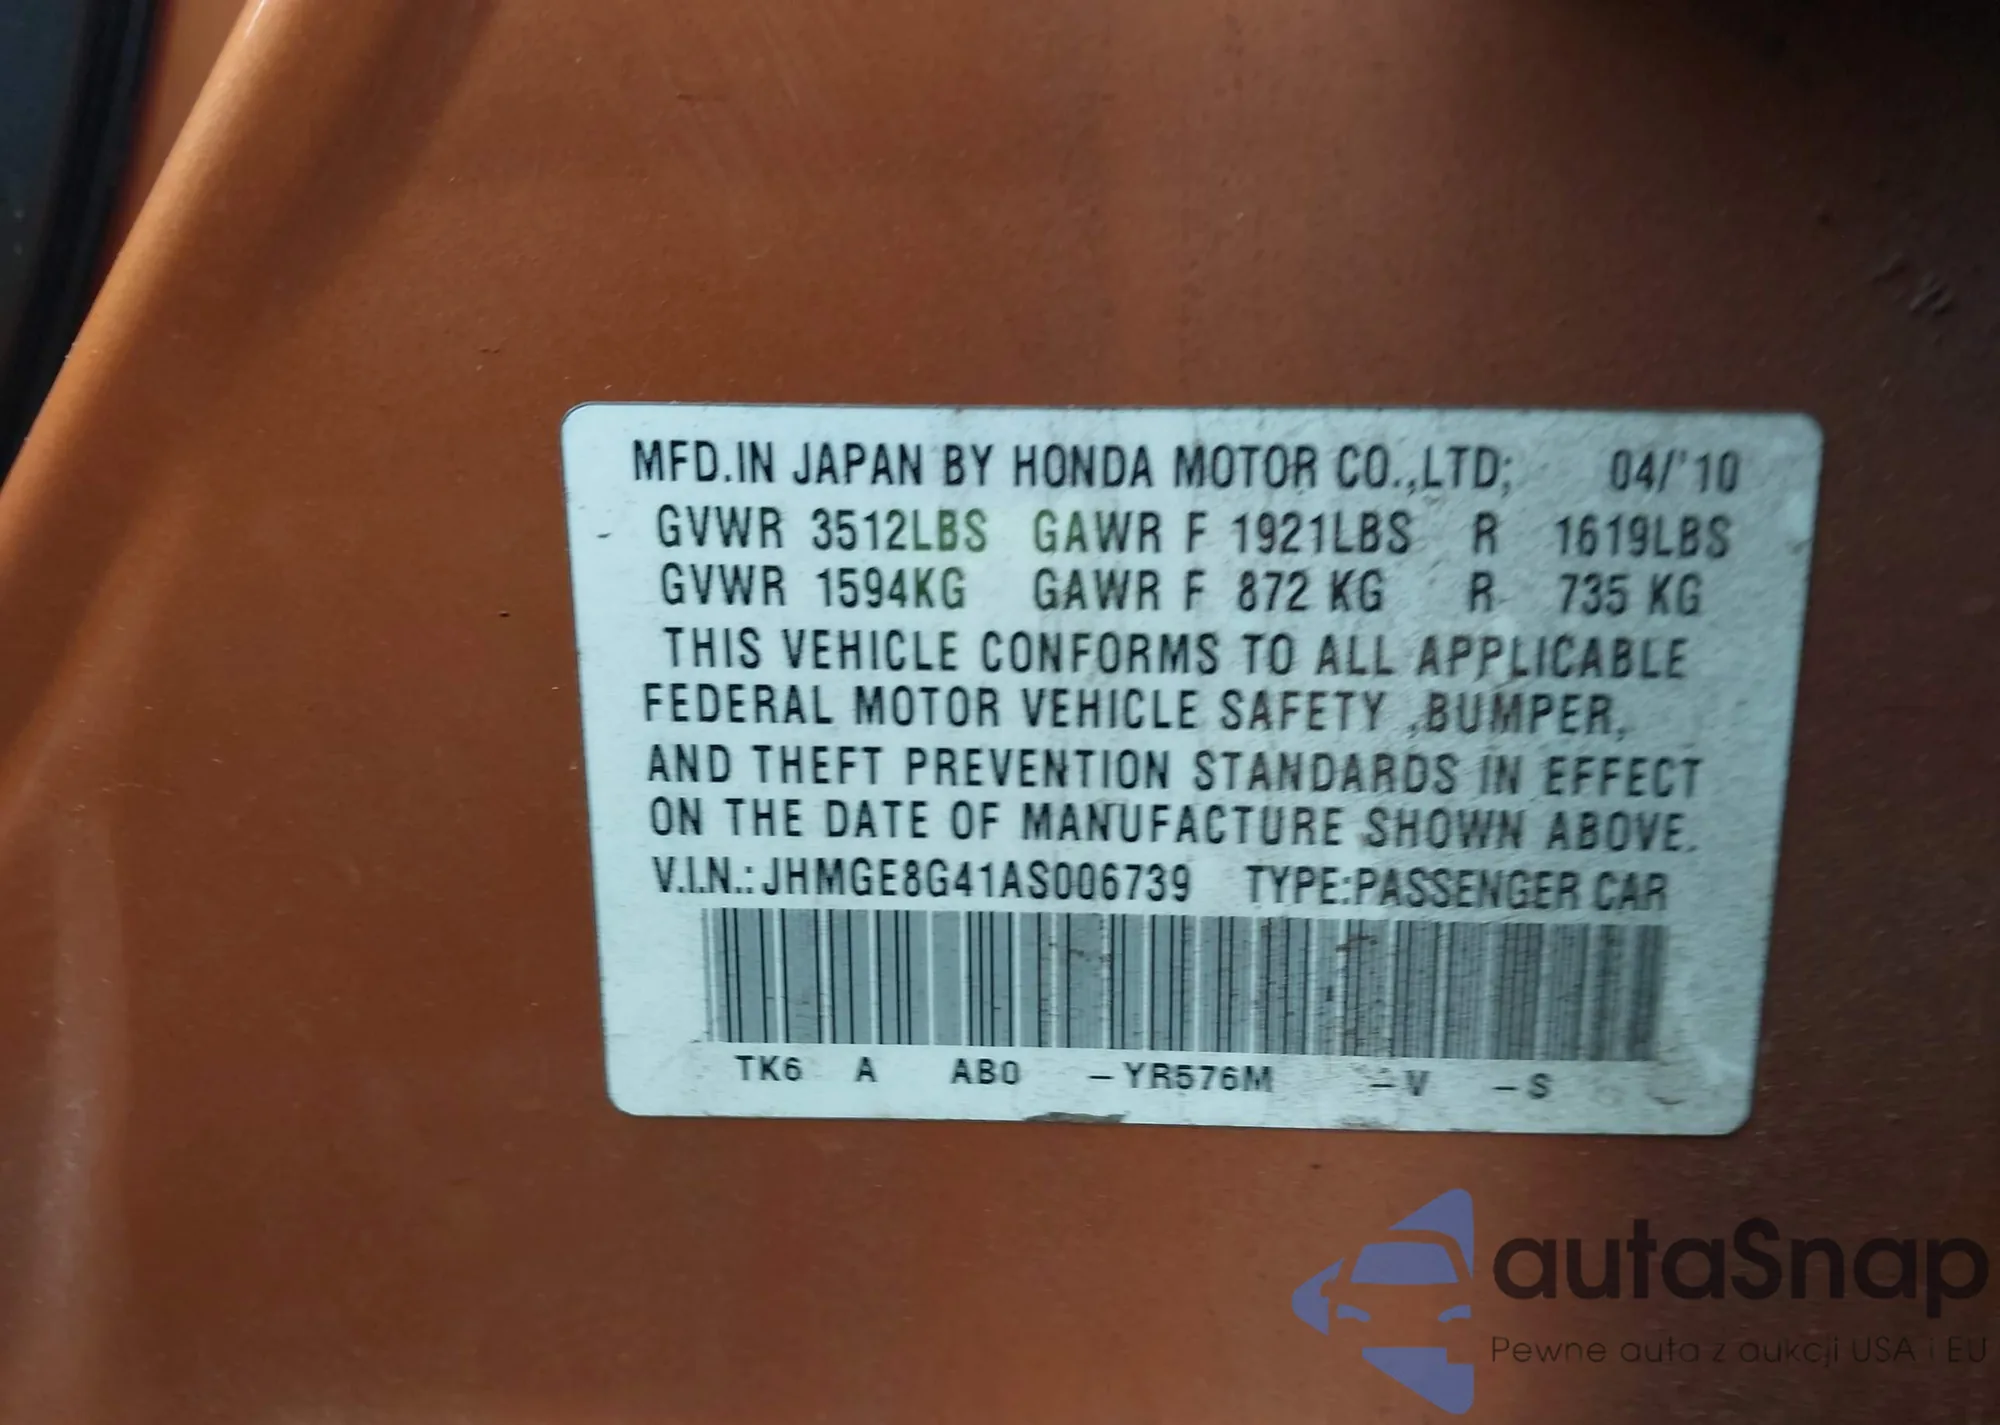 MFD.IN JAPAN BY HONDA MOTOR CO.,LTD; 04/'10
GVWR 3512LBS GAWR F 1921LBS R 1619LBS
GVWR 1594KG GAWR F 872 KG R 735 KG
THIS VEHICLE CONFORMS TO ALL APPLICABLE
FEDERAL MOTOR VEHICLE SAFETY ,BUMPER,
AND THEFT PREVENTION STANDARDS IN EFFECT
ON THE DATE OF MANUFACTURE SHOWN ABOVE.
V.I.N.: JHMGE8G41AS006739 TYPE:PASSENGER CAR
TK6 A AB0 -YR576M -V -S
autaSnap
Pewne auta z aukcji USA i EU